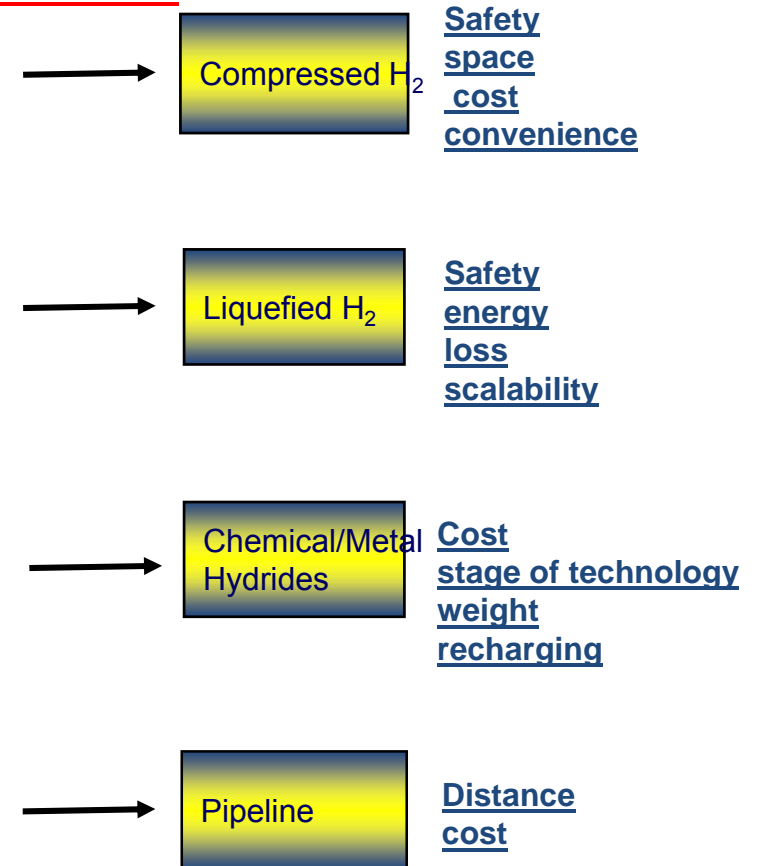 Compressed H₂
Safety
space
cost
convenience
Liquefied H₂
Safety
energy
loss
scalability
Chemical/Metal
Hydrides
Cost
stage of technology
weight
recharging
Pipeline
Distance
cost